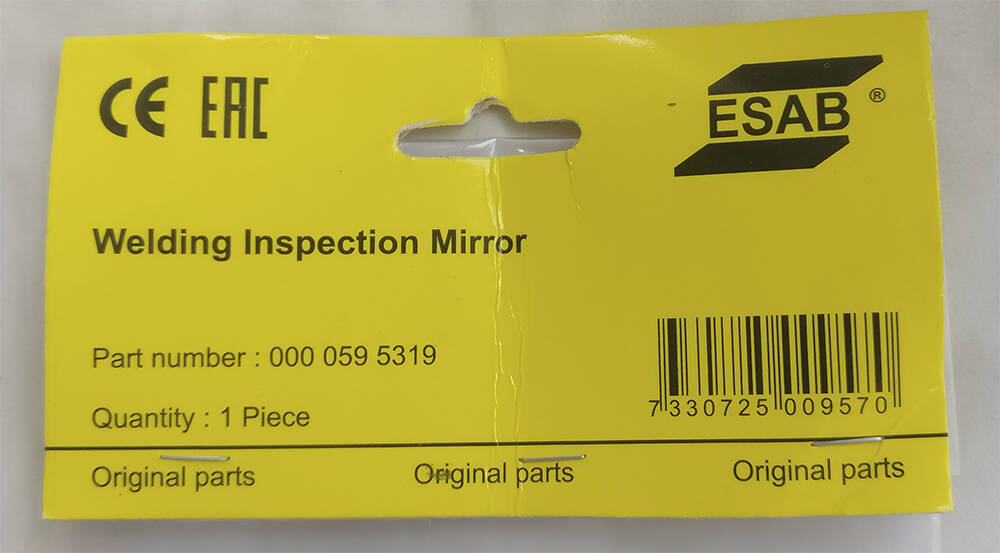 CE EAC
ESAB®
Welding Inspection Mirror
Part number : 000 059 5319
Quantity : 1 Piece
7 330725 009570
Original parts Original parts Original parts